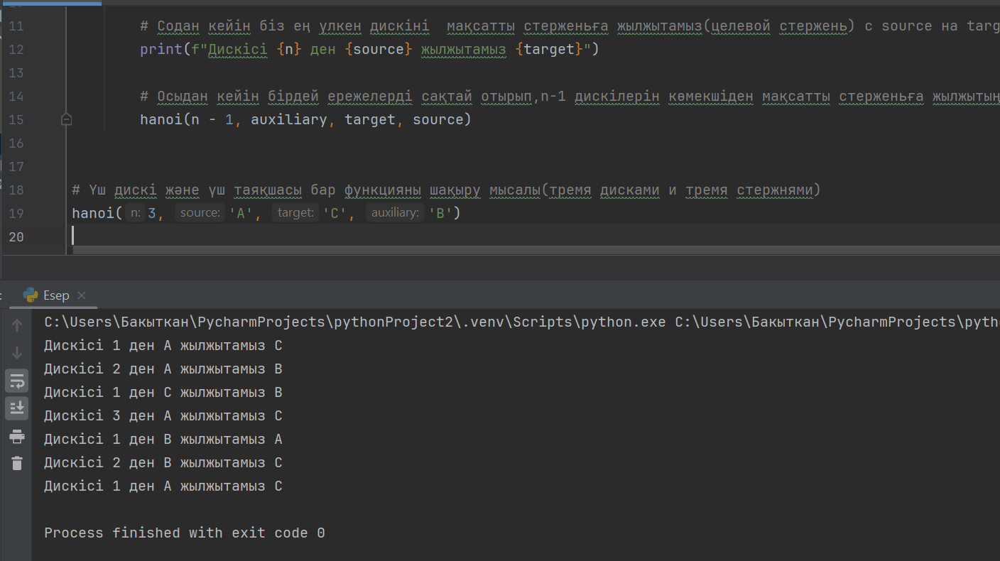 11 # Содан кейін біз ең үлкен дискіні  мақсатты стерженьға жылжытамыз(целевой стержень) с source на targ
12 print(f"Дискісі {n} ден {source} жылжытамыз {target}")
13
14 # Осыдан кейін бірдей ережелерді сақтай отырып,n-1 дискілерін көмекшіден мақсатты стерженьға жылжытың
15 hanoi(n - 1, auxiliary, target, source)
16
17
18 # Үш дискі және үш таяқшасы бар функцияны шақыру мысалы(тремя дисками и тремя стержнями)
19 hanoi( n: 3, source: 'A', target: 'C', auxiliary: 'B')
20
Esep
C:\Users\Бакыткан\PycharmProjects\pythonProject2\.venv\Scripts\python.exe C:\Users\Бакыткан\PycharmProjects\pytho
Дискісі 1 ден A жылжытамыз C
Дискісі 2 ден A жылжытамыз B
Дискісі 1 ден C жылжытамыз B
Дискісі 3 ден A жылжытамыз C
Дискісі 1 ден B жылжытамыз A
Дискісі 2 ден B жылжытамыз C
Дискісі 1 ден A жылжытамыз C
Process finished with exit code 0